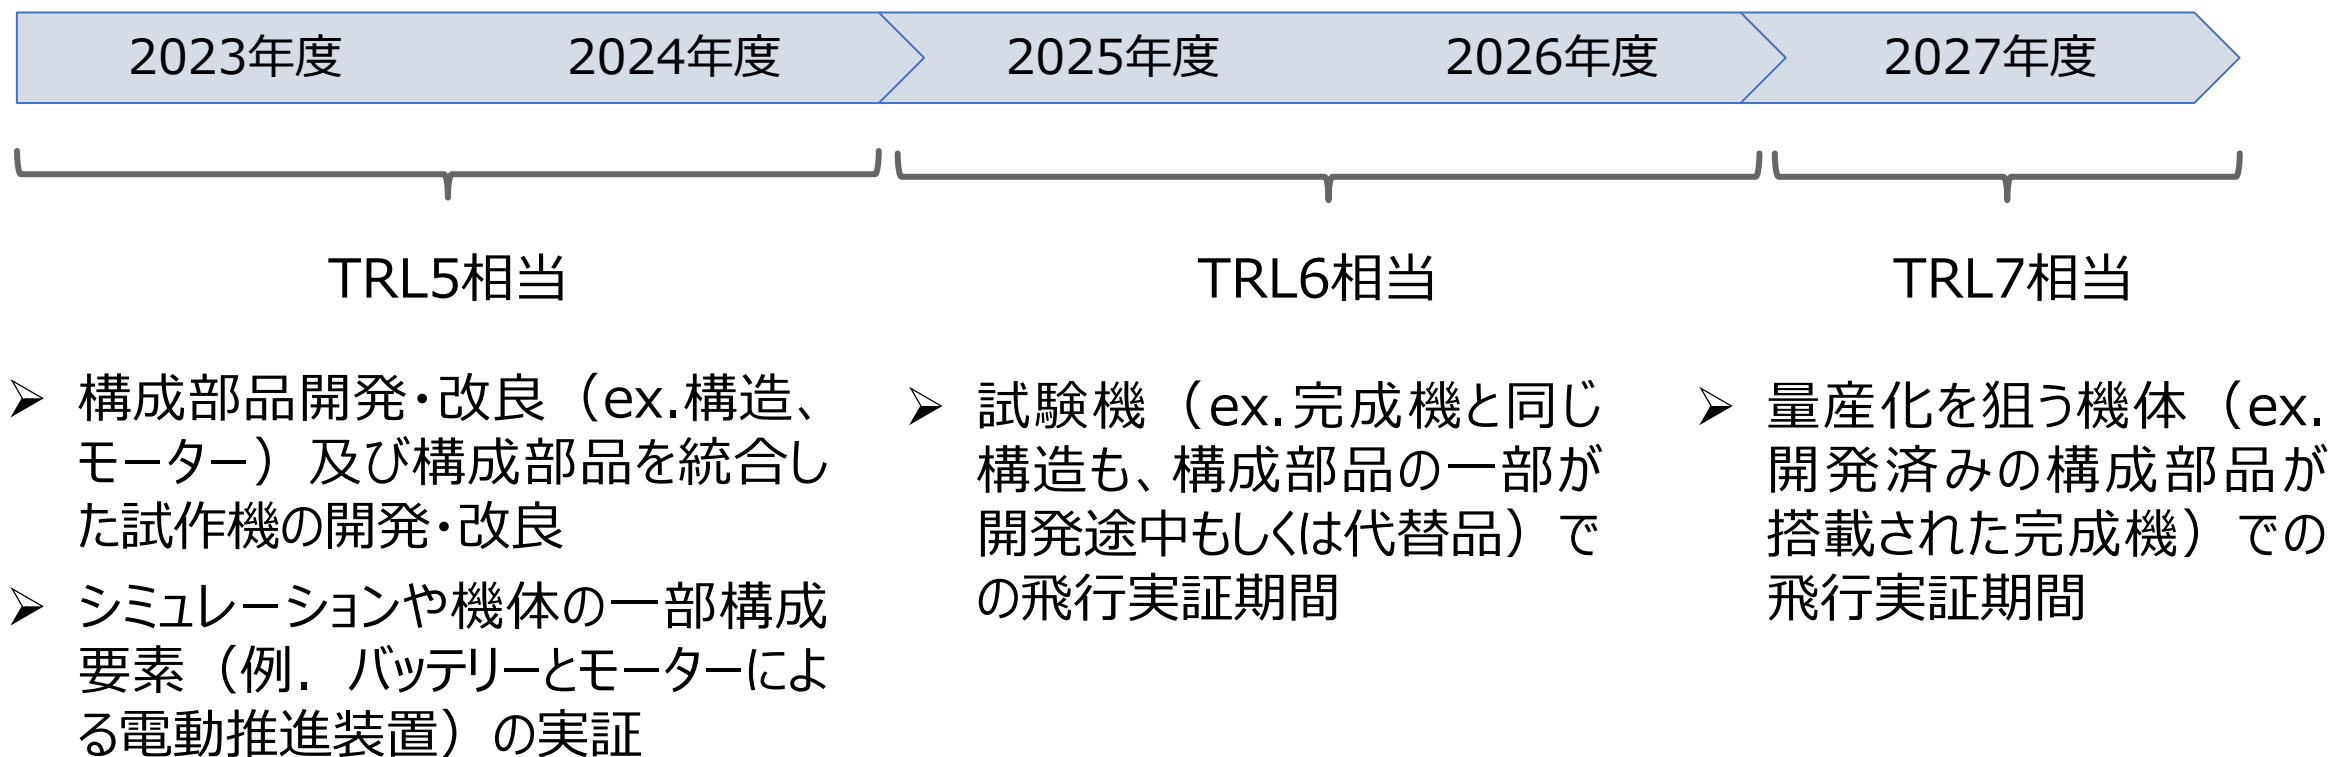 2023年度 2024年度 2025年度 2026年度 2027年度
TRL5相当
➢ 構成部品開発・改良（ex.構造、
モーター）及び構成部品を統合し
た試作機の開発・改良
➢ シミュレーションや機体の一部構成
要素（例．バッテリーとモーターによ
る電動推進装置）の実証
TRL6相当
➢ 試験機（ex.完成機と同じ
構造も、構成部品の一部が
開発途中もしくは代替品）で
の飛行実証期間
TRL7相当
➢ 量産化を狙う機体（ex.
開発済みの構成部品が
搭載された完成機）での
飛行実証期間